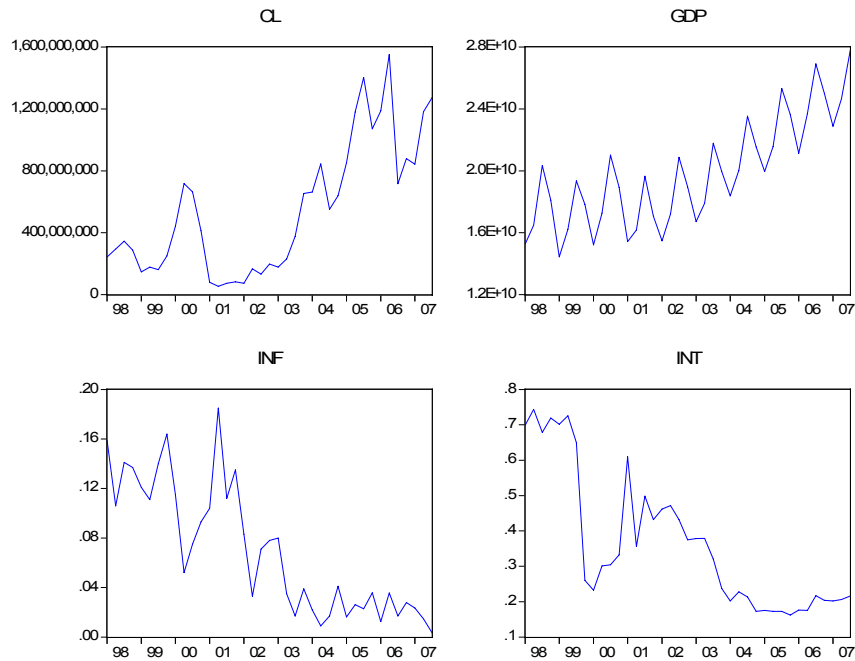 CL
1,600,000,000
1,200,000,000
800,000,000
400,000,000
0
98 99 00 01 02 03 04 05 06 07
GDP
2.8E+10
2.4E+10
2.0E+10
1.6E+10
1.2E+10
98 99 00 01 02 03 04 05 06 07
INF
.20
.16
.12
.08
.04
.00
98 99 00 01 02 03 04 05 06 07
INT
.8
.7
.6
.5
.4
.3
.2
.1
98 99 00 01 02 03 04 05 06 07